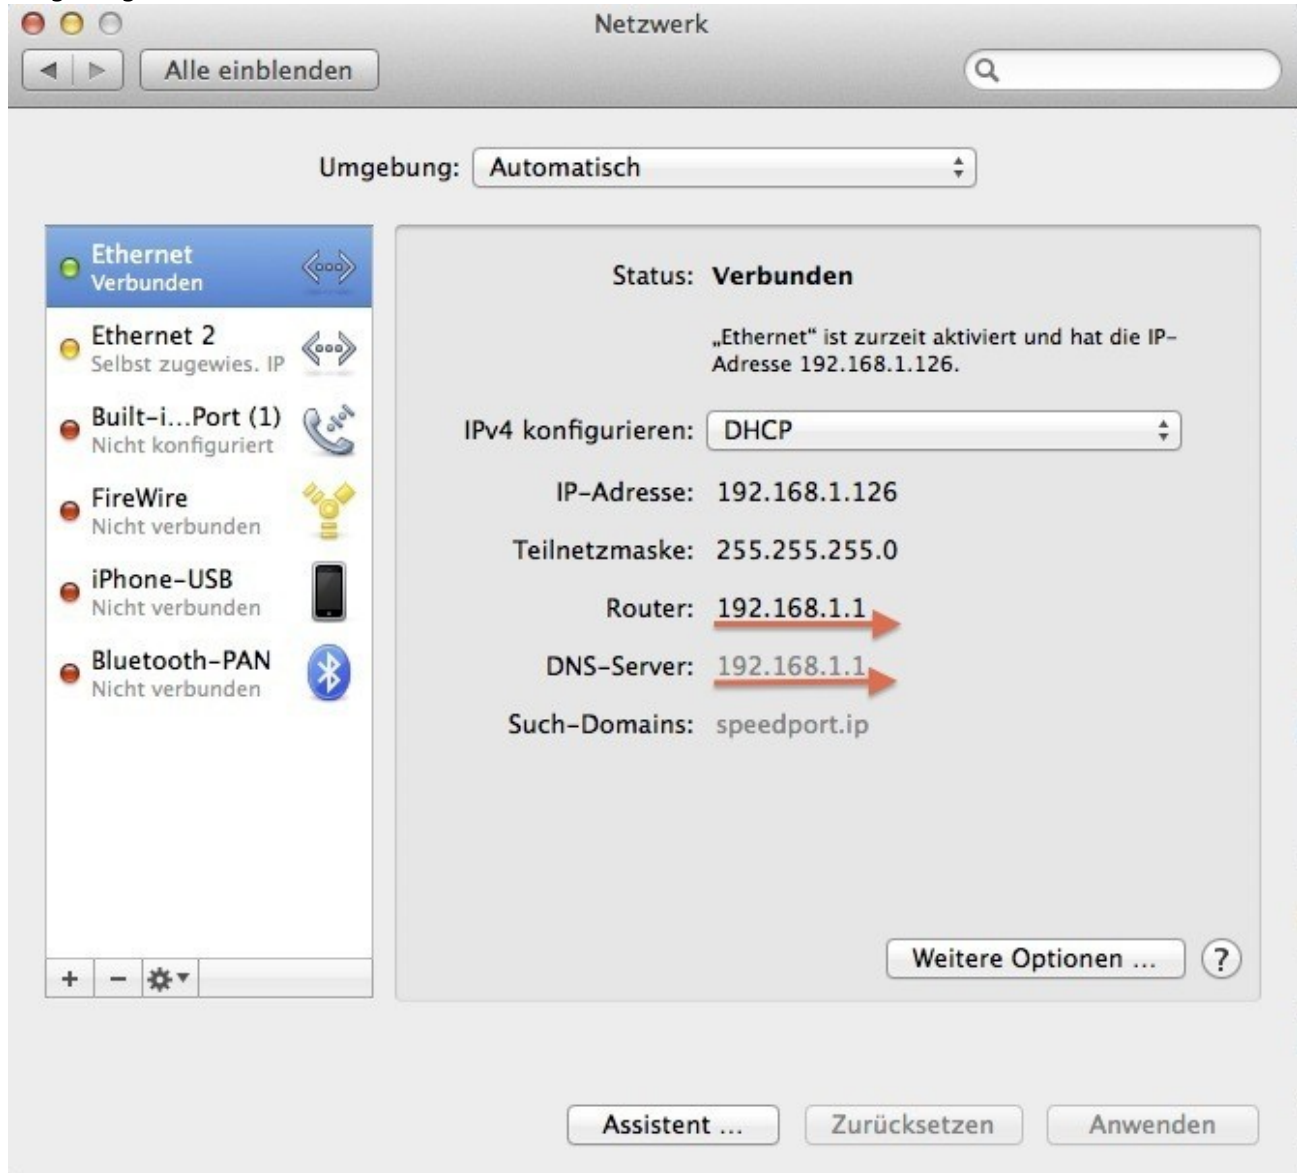 Netzwerk
Alle einblenden
Umgebung: Automatisch
Ethernet
Verbunden
Ethernet 2
Selbst zugewies. IP
Built-i...Port (1)
Nicht konfiguriert
FireWire
Nicht verbunden
iPhone-USB
Nicht verbunden
Bluetooth-PAN
Nicht verbunden
+ −
Status: Verbunden
„Ethernet“ ist zurzeit aktiviert und hat die IP-
Adresse 192.168.1.126.
IPv4 konfigurieren: DHCP
IP-Adresse: 192.168.1.126
Teilnetzmaske: 255.255.255.0
Router: 192.168.1.1
DNS-Server: 192.168.1.1
Such-Domains: speedport.ip
Weitere Optionen ... ?
Assistent ... Zurücksetzen Anwenden